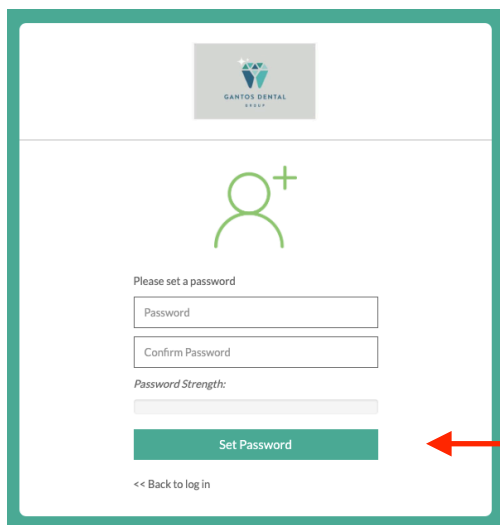 GANTOS DENTAL
GROUP
Please set a password
Password
Confirm Password
Password Strength:
Set Password
<< Back to log in